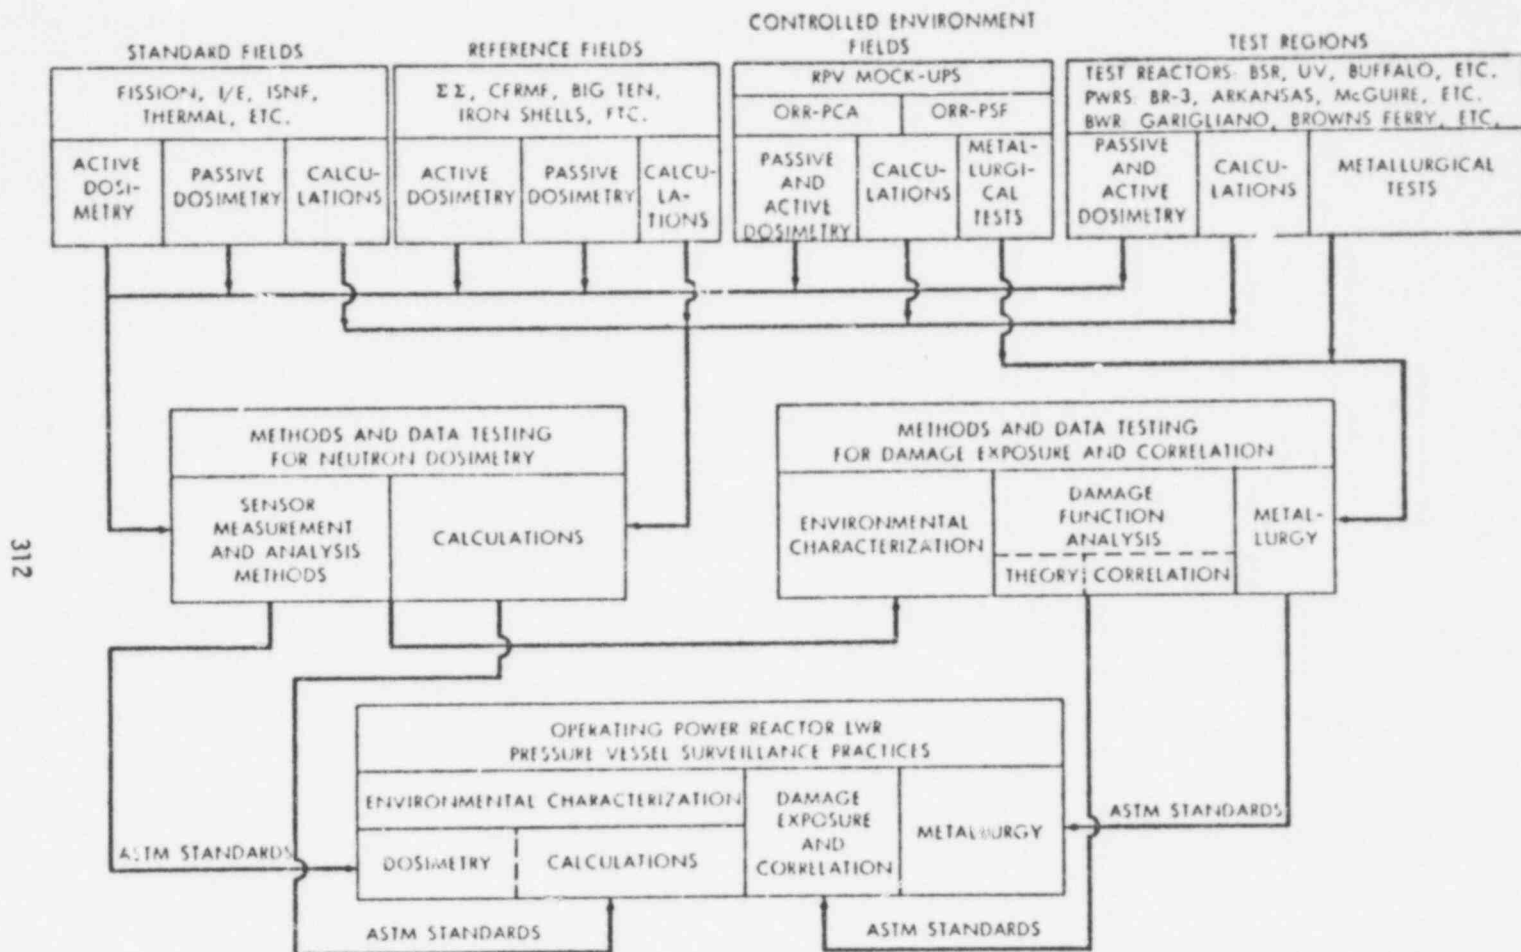 STANDARD FIELDS
FISSION, I/E, ISNF,
THERMAL, ETC.
ACTIVE
DOSI-
METRY
PASSIVE
DOSIMETRY
CALCU-
LATIONS
REFERENCE FIELDS
ΣΣ, CFRMF, BIG TEN,
IRON SHELLS, ETC.
ACTIVE
DOSIMETRY
PASSIVE
DOSIMETRY
CALCU-
LA-
TIONS
CONTROLLED ENVIRONMENT
FIELDS
RPV MOCK-UPS
ORR-PCA
ORR-PSF
PASSIVE
AND
ACTIVE
DOSIMETRY
CALCU-
LATIONS
METAL-
LURGI-
CAL
TESTS
TEST REGIONS
TEST REACTORS: BSR, UV, BUFFALO, ETC.
PWRS: BR-3, ARKANSAS, McGUIRE, ETC.
BWR: GARIGLIANO, BROWNS FERRY, ETC.
PASSIVE
AND
ACTIVE
DOSIMETRY
CALCU-
LATIONS
METALLURGICAL
TESTS
METHODS AND DATA TESTING
FOR NEUTRON DOSIMETRY
SENSOR
MEASUREMENT
AND ANALYSIS
METHODS
CALCULATIONS
METHODS AND DATA TESTING
FOR DAMAGE EXPOSURE AND CORRELATION
ENVIRONMENTAL
CHARACTERIZATION
DAMAGE
FUNCTION
ANALYSIS
THEORY
CORRELATION
METAL-
LURGY
312
OPERATING POWER REACTOR LWR
PRESSURE VESSEL SURVEILLANCE PRACTICES
ENVIRONMENTAL CHARACTERIZATION
DOSIMETRY
CALCULATIONS
DAMAGE
EXPOSURE
AND
CORRELATION
METALLURGY
ASTM STANDARDS
ASTM STANDARDS
ASTM STANDARDS
ASTM STANDARDS